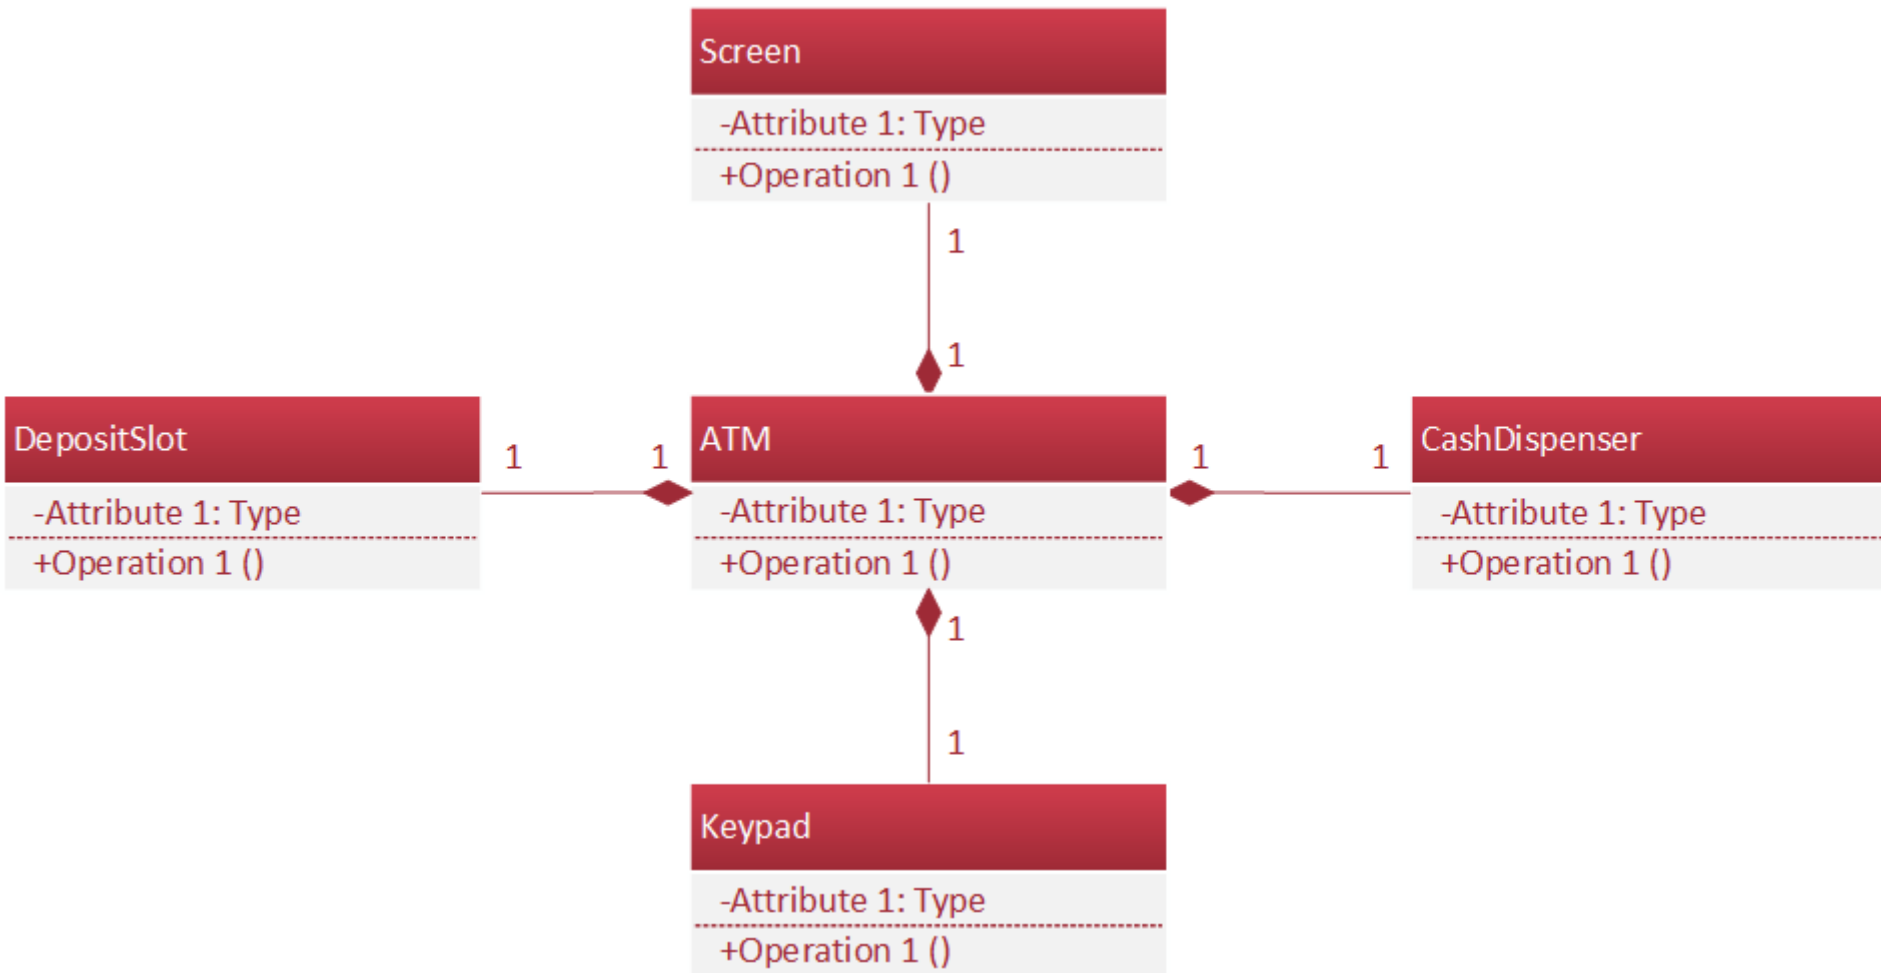 Screen
-Attribute 1: Type
+Operation 1 ()
1
1
DepositSlot
-Attribute 1: Type
+Operation 1 ()
1
1
ATM
-Attribute 1: Type
+Operation 1 ()
1
1
CashDispenser
-Attribute 1: Type
+Operation 1 ()
1
1
Keypad
-Attribute 1: Type
+Operation 1 ()